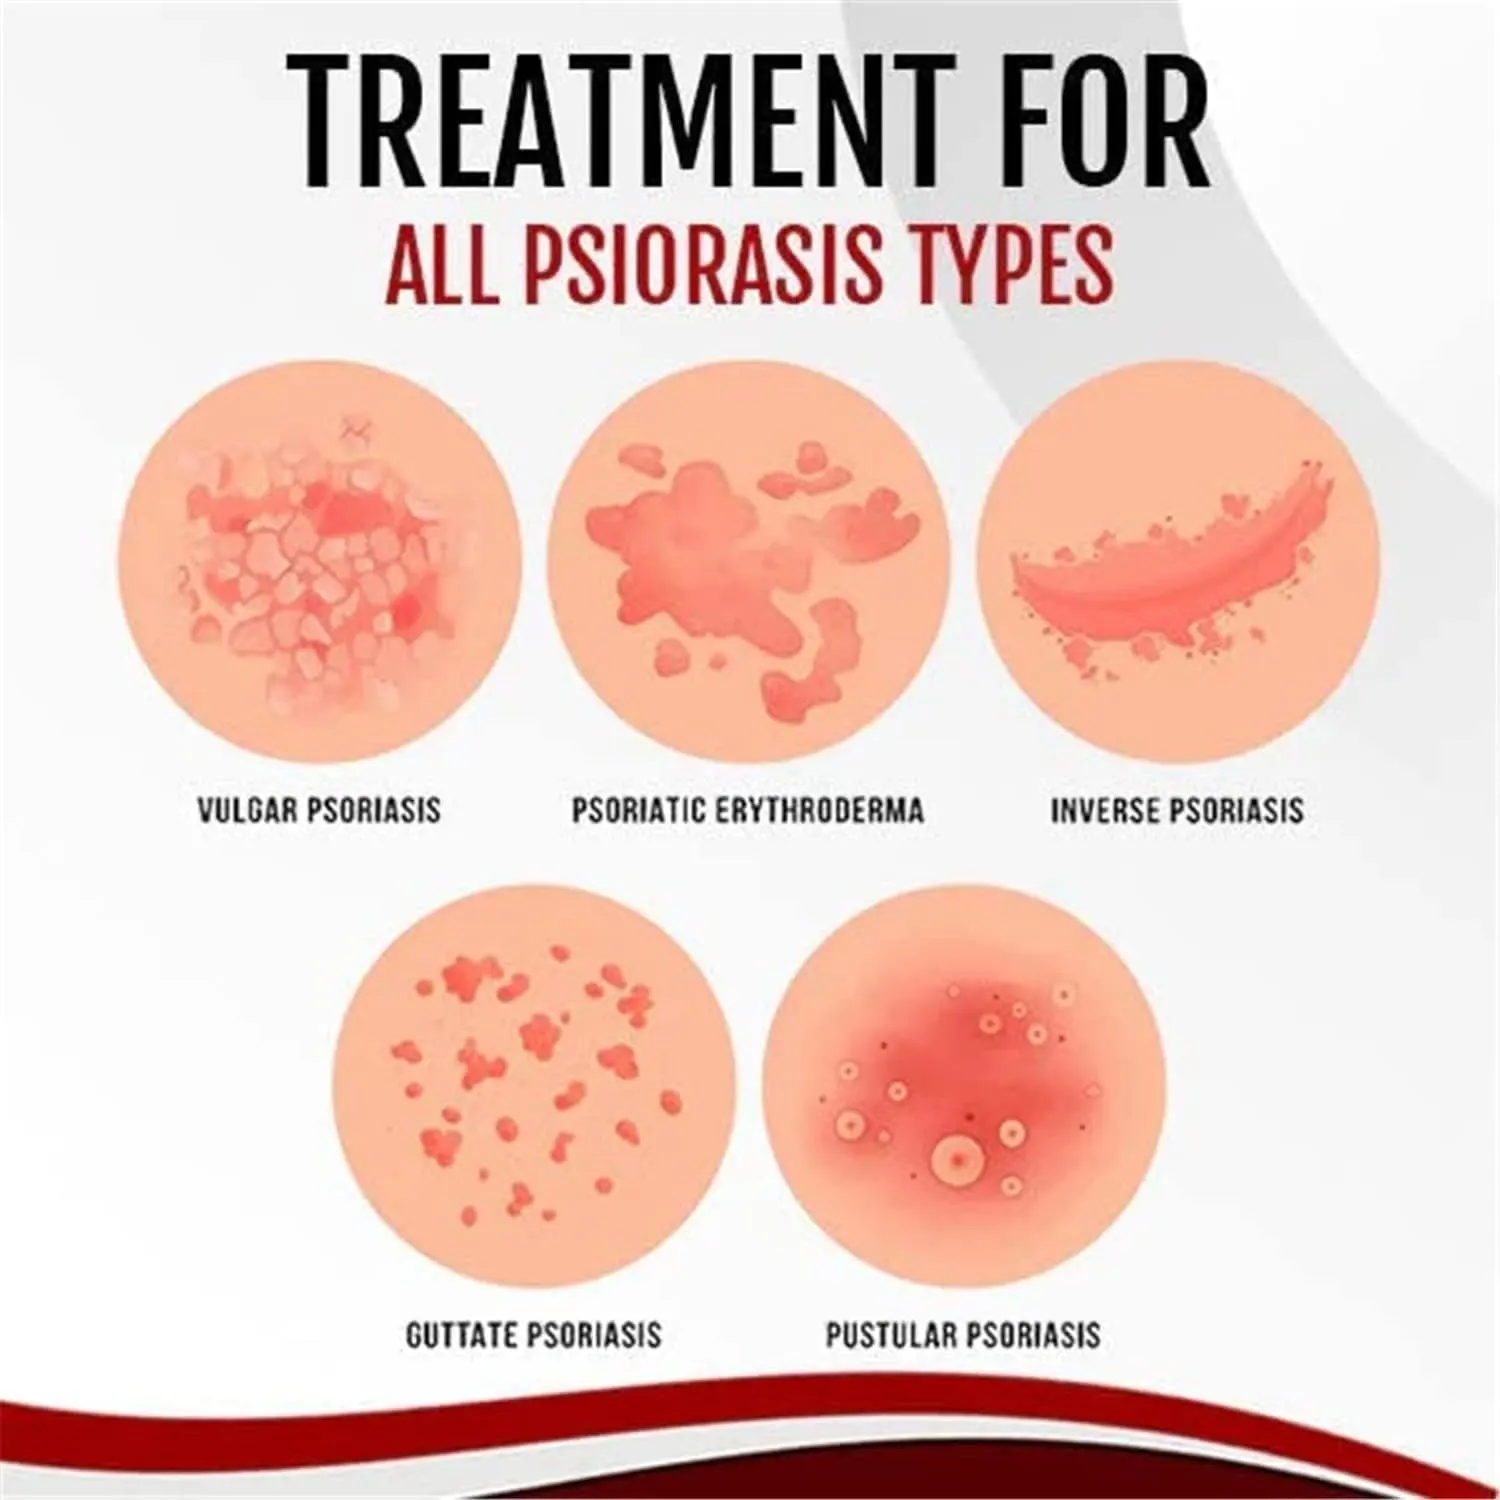 TREATMENT FOR
ALL PSIORASIS TYPES
VULGAR PSORIASIS
PSORIATIC ERYTHRODERMA
INVERSE PSORIASIS
GUTTATE PSORIASIS
PUSTULAR PSORIASIS